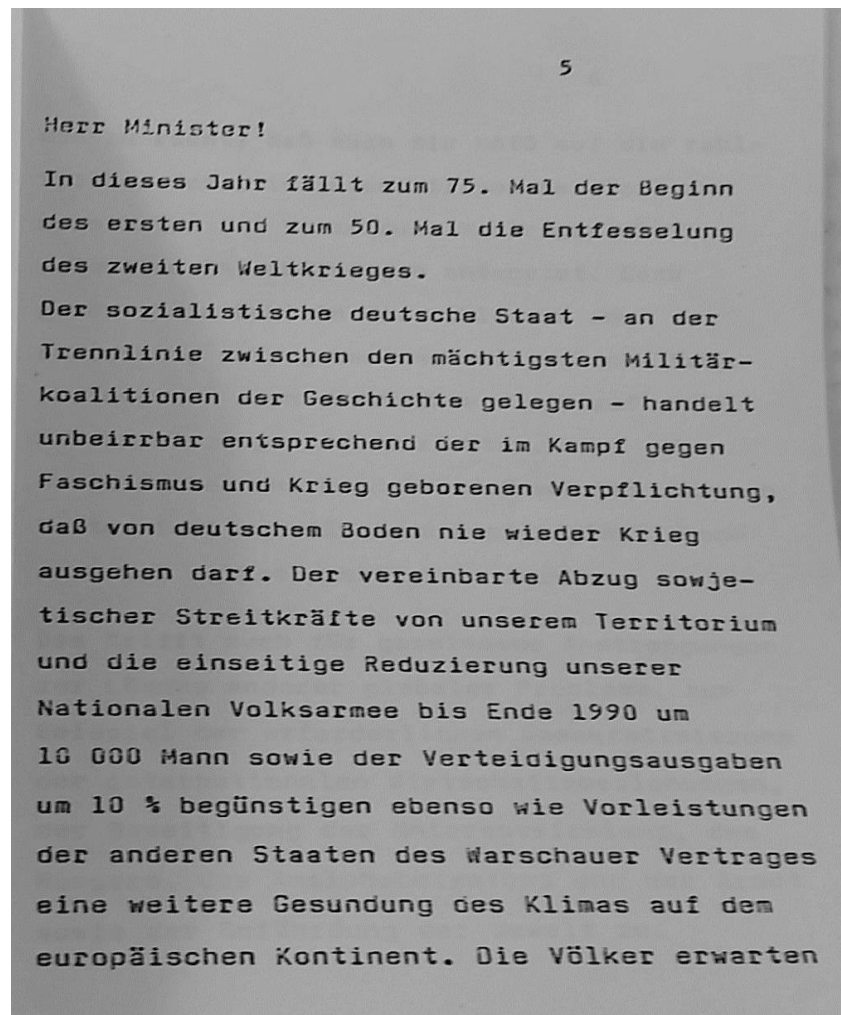 5
Herr Minister!
In dieses Jahr fällt zum 75. Mal der Beginn
des ersten und zum 50. Mal die Entfesselung
des zweiten Weltkrieges.
Der sozialistische deutsche Staat - an der
Trennlinie zwischen den mächtigsten Militär-
koalitionen der Geschichte gelegen - handelt
unbeirrbar entsprechend der im Kampf gegen
Faschismus und Krieg geborenen Verpflichtung,
daß von deutschem Boden nie wieder Krieg
ausgehen darf. Der vereinbarte Abzug sowje-
tischer Streitkräfte von unserem Territorium
und die einseitige Reduzierung unserer
Nationalen Volksarmee bis Ende 1990 um
10 000 Mann sowie der Verteidigungsausgaben
um 10 % begünstigen ebenso wie Vorleistungen
der anderen Staaten des Warschauer Vertrages
eine weitere Gesundung des Klimas auf dem
europäischen Kontinent. Die Völker erwarten